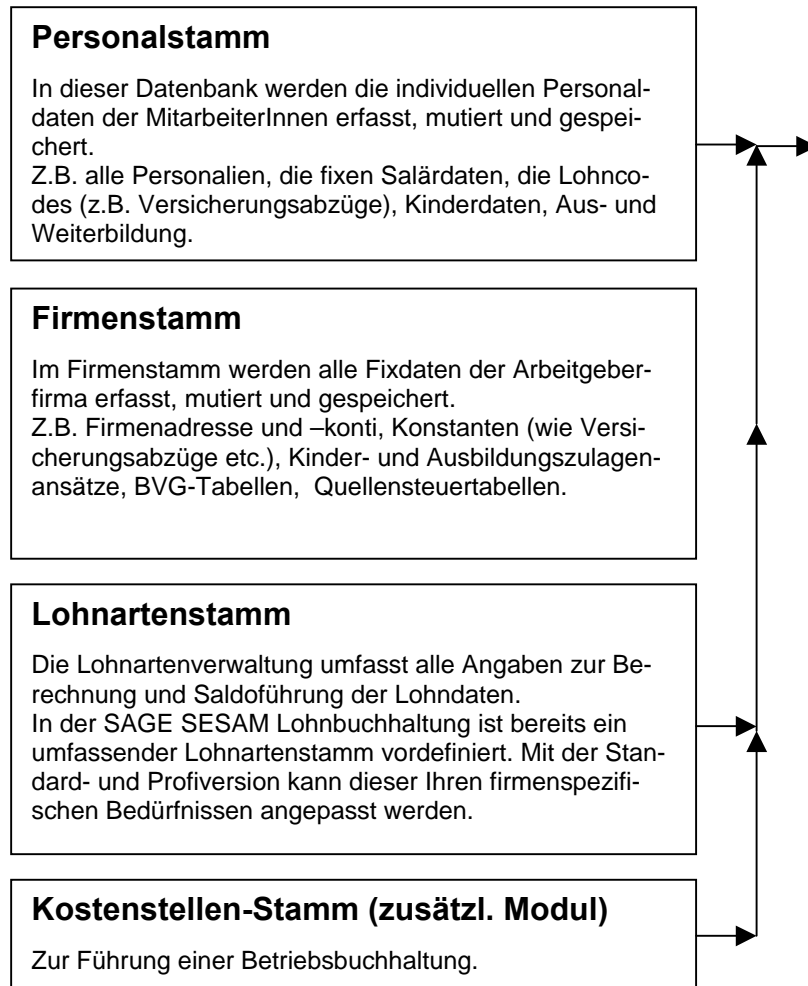 Personalstamm
In dieser Datenbank werden die individuellen Personal-
daten der MitarbeiterInnen erfasst, mutiert und gespei-
chert.
Z.B. alle Personalien, die fixen Salärdaten, die Lohnco-
des (z.B. Versicherungsabzüge), Kinderdaten, Aus- und
Weiterbildung.
Firmenstamm
Im Firmenstamm werden alle Fixdaten der Arbeitgeber-
firma erfasst, mutiert und gespeichert.
Z.B. Firmenadresse und –konti, Konstanten (wie Versi-
cherungsabzüge etc.), Kinder- und Ausbildungszulagen-
ansätze, BVG-Tabellen,  Quellensteuertabellen.
Lohnartenstamm
Die Lohnartenverwaltung umfasst alle Angaben zur Be-
rechnung und Saldoführung der Lohndaten.
In der SAGE SESAM Lohnbuchhaltung ist bereits ein
umfassender Lohnartenstamm vordefiniert. Mit der Stan-
dard- und Profiversion kann dieser Ihren firmenspezifi-
schen Bedürfnissen angepasst werden.
Kostenstellen-Stamm (zusätzl. Modul)
Zur Führung einer Betriebsbuchhaltung.